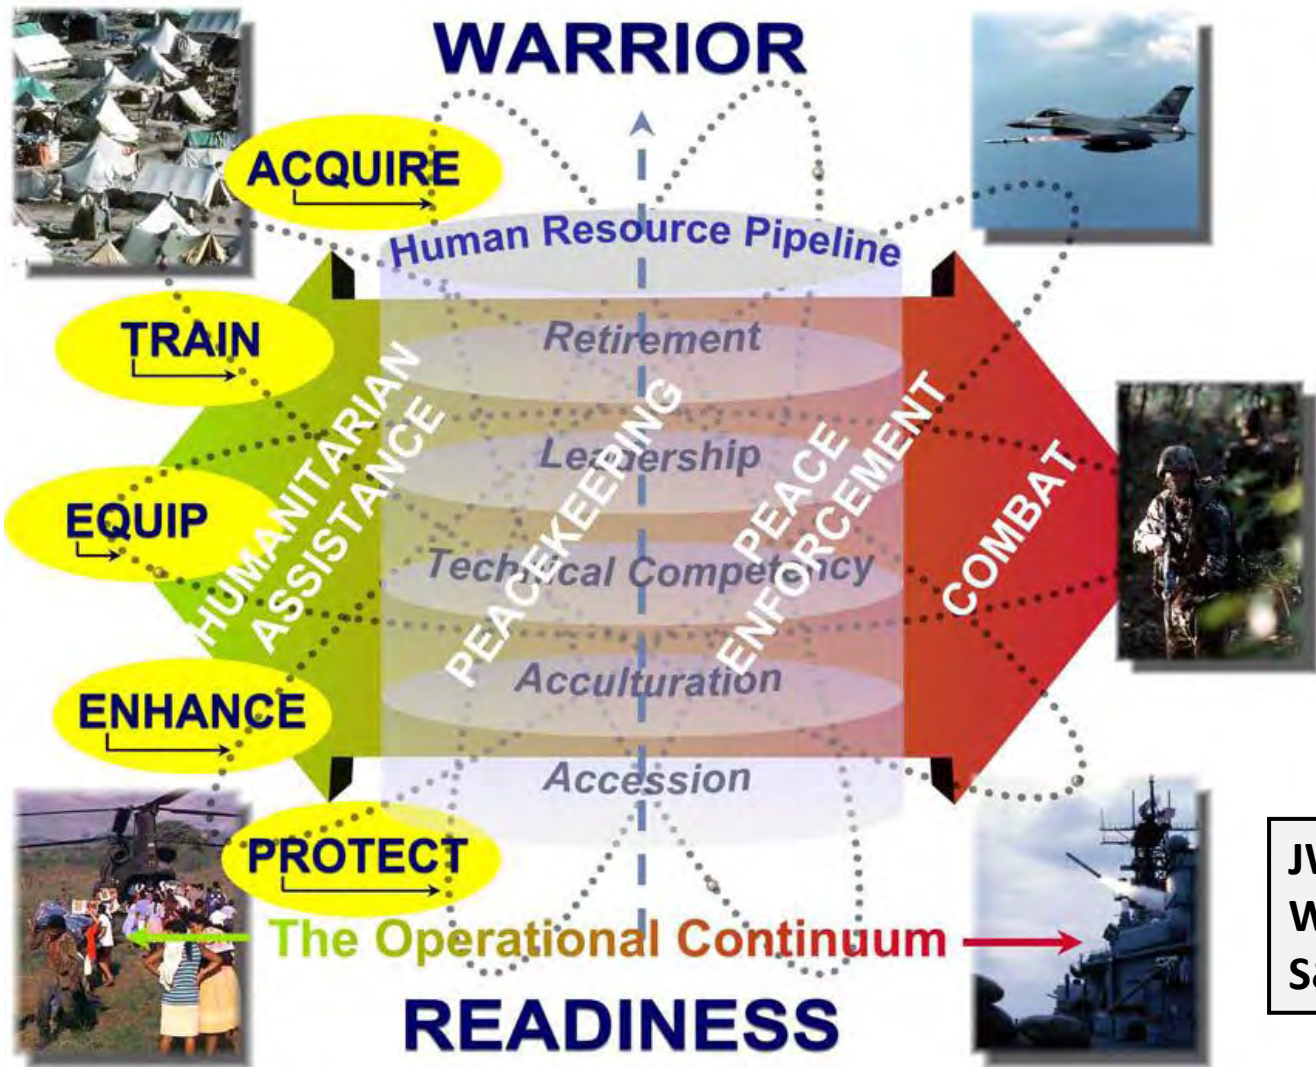 WARRIOR
ACQUIRE
Human Resource Pipeline
TRAIN
Retirement
HUMANITARIAN
ASSISTANCE
PEACEKEEPING
PEACE
ENFORCEMENT
COMBAT
Leadership
EQUIP
Technical Competency
ENHANCE
Acculturation
Accession
PROTECT
The Operational Continuum
READINESS